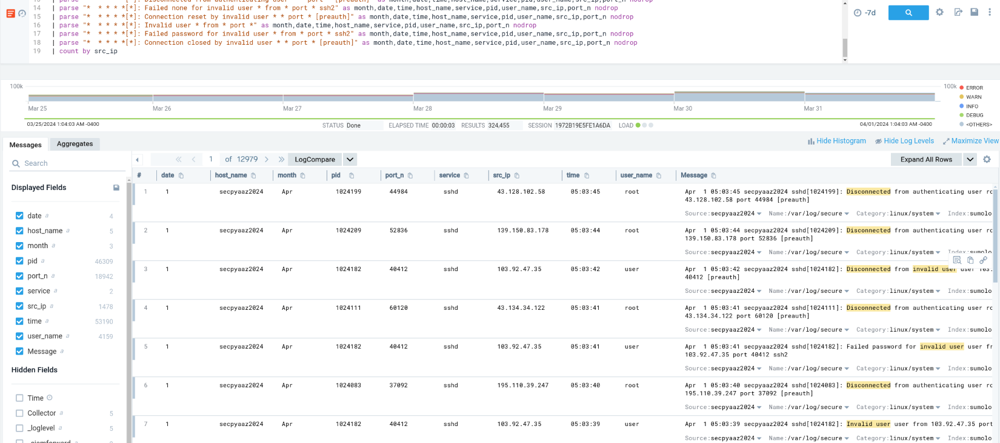 14 | parse "*  * * * *[*]: Failed none for invalid user * from * port * ssh2" as month,date,time,host_name,service,pid,user_name,src_ip,port_n nodrop
15 | parse "*  * * * *[*]: Connection reset by invalid user * * port * [preauth]" as month,date,time,host_name,service,pid,user_name,src_ip,port_n nodrop
16 | parse "*  * * * *[*]: Invalid user * from * port *" as month,date,time,host_name,service,pid,user_name,src_ip,port_n nodrop
17 | parse "*  * * * *[*]: Failed password for invalid user * from * port * ssh2" as month,date,time,host_name,service,pid,user_name,src_ip,port_n nodrop
18 | parse "*  * * * *[*]: Connection closed by invalid user * * port * [preauth]" as month,date,time,host_name,service,pid,user_name,src_ip,port_n nodrop
19 | count by src_ip
-7d
100k 100k
ERROR
WARN
INFO
DEBUG
<OTHERS>
Mar 25 Mar 26 Mar 27 Mar 28 Mar 29 Mar 30 Mar 31
03/25/2024 1:04:03 AM -0400 STATUS Done ELAPSED TIME 00:00:03 RESULTS 324,455 SESSION 1972B19E5FE1A6DA LOAD 04/01/2024 1:04:03 AM -0400
Messages Aggregates Hide Histogram Hide Log Levels Maximize View
Search
1 of 12979 LogCompare Expand All Rows
Displayed Fields
date a 4
host_name a 5
month a 3
pid a 46309
port_n a 18942
service a 2
src_ip a 1478
time a 53190
user_name a 4159
Message a
Hidden Fields
Time
Collector a 5
_loglevel a 5
# date host_name month pid port_n service src_ip time user_name Message
1 1 secpyaaz2024 Apr 1024199 44984 sshd 43.128.102.58 05:03:45 root Apr  1 05:03:45 secpyaaz2024 sshd[1024199]: Disconnected from authenticating user ro
43.128.102.58 port 44984 [preauth]
Source:secpyaaz2024 Name:/var/log/secure Category:linux/system Index:sumolo
2 1 secpyaaz2024 Apr 1024209 52836 sshd 139.150.83.178 05:03:44 root Apr  1 05:03:44 secpyaaz2024 sshd[1024209]: Disconnected from authenticating user ro
139.150.83.178 port 52836 [preauth]
Source:secpyaaz2024 Name:/var/log/secure Category:linux/system Index:sumolo
3 1 secpyaaz2024 Apr 1024182 40412 sshd 103.92.47.35 05:03:42 user Apr  1 05:03:42 secpyaaz2024 sshd[1024182]: Disconnected from invalid user user 103.
40412 [preauth]
Source:secpyaaz2024 Name:/var/log/secure Category:linux/system Index:sumolo
4 1 secpyaaz2024 Apr 1024111 60120 sshd 43.134.34.122 05:03:41 root Apr  1 05:03:41 secpyaaz2024 sshd[1024111]: Disconnected from authenticating user ro
43.134.34.122 port 60120 [preauth]
Source:secpyaaz2024 Name:/var/log/secure Category:linux/system Index:sumolo
5 1 secpyaaz2024 Apr 1024182 40412 sshd 103.92.47.35 05:03:41 user Apr  1 05:03:41 secpyaaz2024 sshd[1024182]: Failed password for invalid user user fr
103.92.47.35 port 40412 ssh2
Source:secpyaaz2024 Name:/var/log/secure Category:linux/system Index:sumolo
6 1 secpyaaz2024 Apr 1024083 37092 sshd 195.110.39.247 05:03:40 root Apr  1 05:03:40 secpyaaz2024 sshd[1024083]: Disconnected from authenticating user ro
195.110.39.247 port 37092 [preauth]
Source:secpyaaz2024 Name:/var/log/secure Category:linux/system Index:sumolo
7 1 secpyaaz2024 Apr 1024182 40412 sshd 103.92.47.35 05:03:39 user Apr  1 05:03:39 secpyaaz2024 sshd[1024182]: Invalid user user from 103.92.47.35 port
Source:secpyaaz2024 Name:/var/log/secure Category:linux/system Index:sumolo